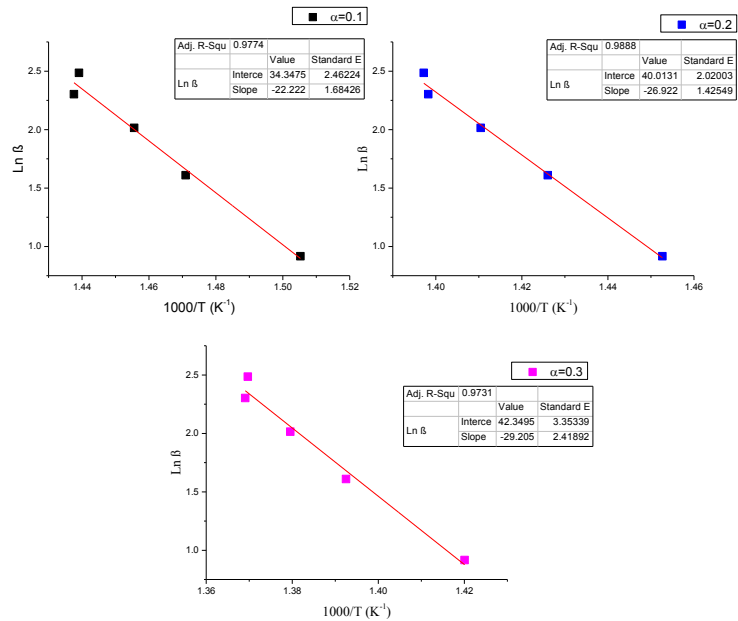 α=0.1
Adj. R-Squ 0.9774
Value Standard E
Ln ß Interce 34.3475 2.46224
Slope -22.222 1.68426
2.5
2.0
1.5
1.0
Ln ß
1.44 1.46 1.48 1.50 1.52
1000/T (K-1)
α=0.2
Adj. R-Squ 0.9888
Value Standard E
Ln ß Interce 40.0131 2.02003
Slope -26.922 1.42549
2.5
2.0
1.5
1.0
Ln ß
1.40 1.42 1.44 1.46
1000/T (K-1)
α=0.3
Adj. R-Squ 0.9731
Value Standard E
Ln ß Interce 42.3495 3.35339
Slope -29.205 2.41892
2.5
2.0
1.5
1.0
Ln ß
1.36 1.38 1.40 1.42
1000/T (K-1)